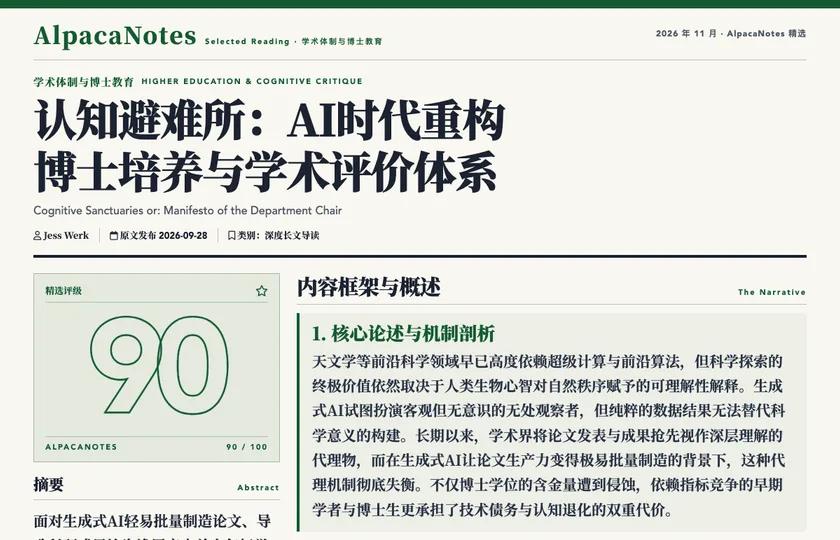 AlpacaNotes Selected Reading · 学术体制与博士教育
2026 年 11 月 · AlpacaNotes 精选
学术体制与博士教育 HIGHER EDUCATION & COGNITIVE CRITIQUE
认知避难所：AI时代重构
博士培养与学术评价体系
Cognitive Sanctuaries or: Manifesto of the Department Chair
Jess Werk 原文发布 2026-09-28 类别：深度长文导读
精选评级
90
ALPACANOTES 90 / 100
摘要 Abstract
面对生成式AI轻易批量制造论文、导
内容框架与概述 The Narrative
1. 核心论述与机制剖析
天文学等前沿科学领域早已高度依赖超级计算与前沿算法，但科学探索的
终极价值依然取决于人类生物心智对自然秩序赋予的可理解性解释。生成
式AI试图扮演客观但无意识的无处观察者，但纯粹的数据结果无法替代科
学意义的构建。长期以来，学术界将论文发表与成果抢先视作深层理解的
代理物，而在生成式AI让论文生产力变得极易批量制造的背景下，这种代
理机制彻底失衡。不仅博士学位的含金量遭到侵蚀，依赖指标竞争的早期
学者与博士生更承担了技术债务与认知退化的双重代价。